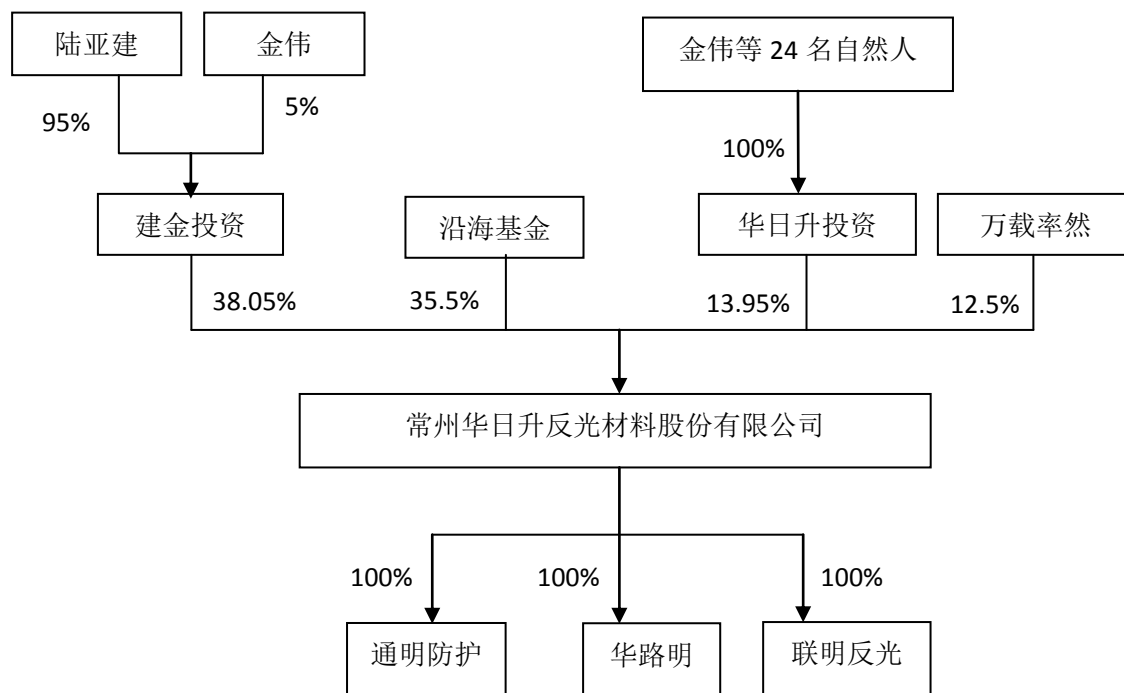 陆亚建
金伟
金伟等 24 名自然人
95%
5%
100%
建金投资
沿海基金
华日升投资
万载率然
38.05%
35.5%
13.95%
12.5%
常州华日升反光材料股份有限公司
100%
100%
100%
通明防护
华路明
联明反光